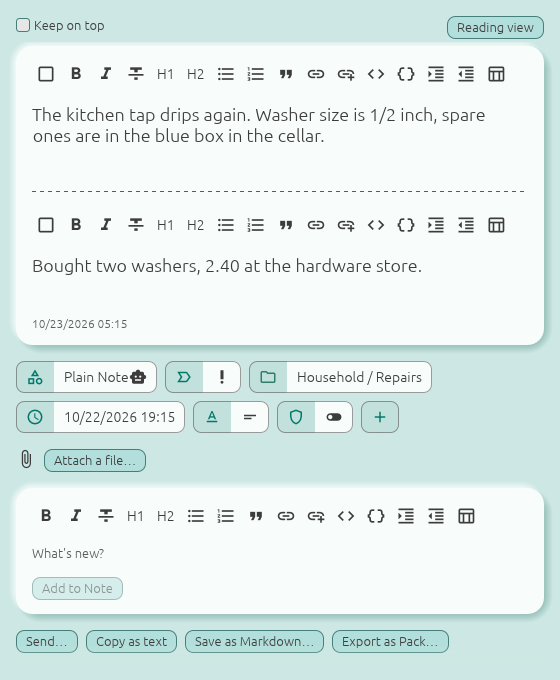 Keep on top
Reading view
B I S H1 H2
The kitchen tap drips again. Washer size is 1/2 inch, spare
ones are in the blue box in the cellar.
B I S H1 H2
Bought two washers, 2.40 at the hardware store.
10/23/2026 05:15
Plain Note
Household / Repairs
10/22/2026 19:15
A
Attach a file…
B I S H1 H2
What's new?
Add to Note
Send… Copy as text Save as Markdown… Export as Pack…